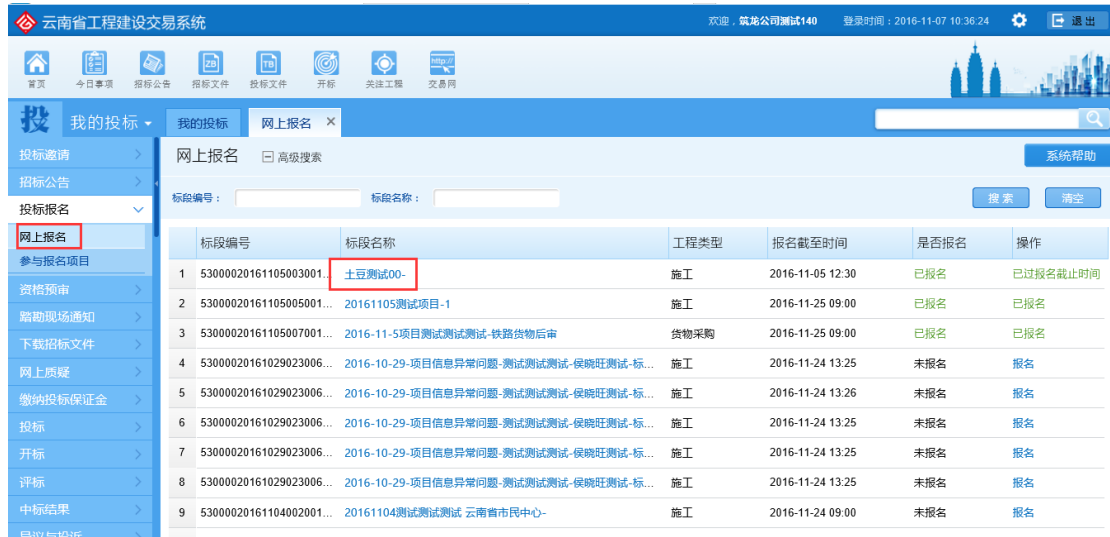 云南省工程建设交易系统 欢迎，筑龙公司测试140 登录时间：2016-11-07 10:36:24 退出
首页 今日事项 招标公告 ZB 招标文件 TB 投标文件 开标 关注工程 http:// 交易网
投 我的投标 我的投标 网上报名 ×
投标邀请
招标公告
投标报名
网上报名
参与报名项目
资格预审
踏勘现场通知
下载招标文件
网上质疑
缴纳投标保证金
投标
开标
评标
中标结果
异议与投诉
网上报名 高级搜索 系统帮助
标段编号： 标段名称： 搜索 清空
标段编号 标段名称 工程类型 报名截至时间 是否报名 操作
1 53000020161105003001... 土豆测试00- 施工 2016-11-05 12:30 已报名 已过报名截止时间
2 53000020161105005001... 20161105测试项目-1 施工 2016-11-25 09:00 已报名 已报名
3 53000020161105007001... 2016-11-5项目测试测试测试-铁路货物后审 货物采购 2016-11-25 09:00 已报名 已报名
4 53000020161029023006... 2016-10-29-项目信息异常问题-测试测试测试-侯晓旺测试-标... 施工 2016-11-24 13:25 未报名 报名
5 53000020161029023006... 2016-10-29-项目信息异常问题-测试测试测试-侯晓旺测试-标... 施工 2016-11-24 13:26 未报名 报名
6 53000020161029023006... 2016-10-29-项目信息异常问题-测试测试测试-侯晓旺测试-标... 施工 2016-11-24 13:25 未报名 报名
7 53000020161029023006... 2016-10-29-项目信息异常问题-测试测试测试-侯晓旺测试-标... 施工 2016-11-24 13:25 未报名 报名
8 53000020161029023006... 2016-10-29-项目信息异常问题-测试测试测试-侯晓旺测试-标... 施工 2016-11-24 13:25 未报名 报名
9 53000020161104002001... 20161104测试测试测试 云南省市民中心- 施工 2016-11-24 09:00 未报名 报名